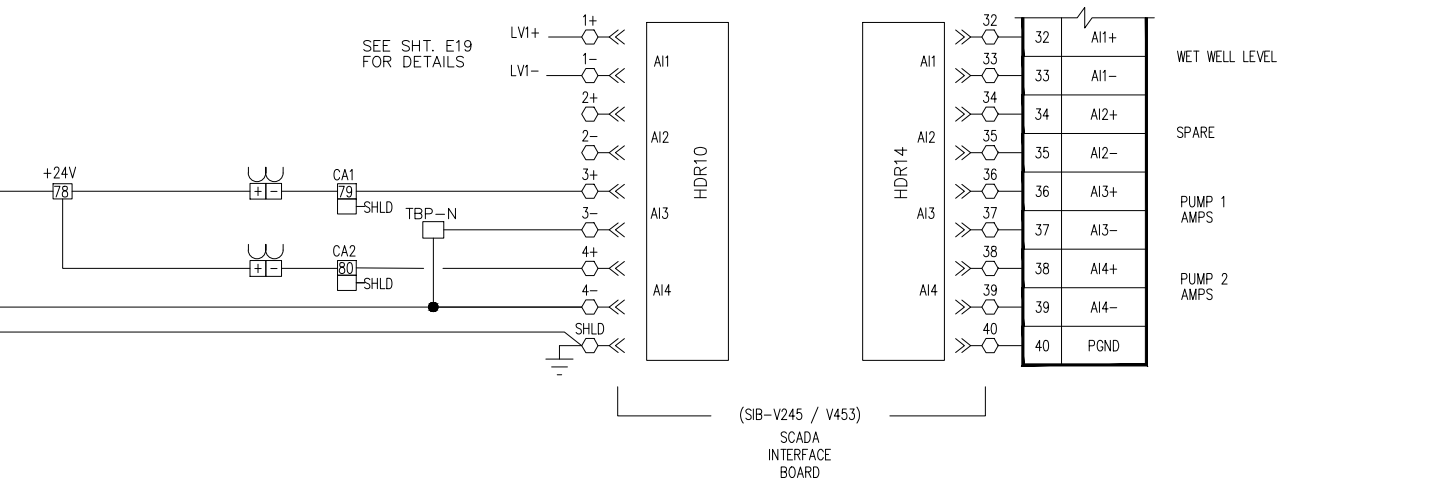 SEE SHT. E19
FOR DETAILS
LV1+
LV1-
+24V
78
+ -
CA1
79
SHLD
TBP-N
+ -
CA2
80
SHLD
1+
1-
2+
2-
3+
3-
4+
4-
SHLD
AI1
AI2
AI3
AI4
HDR10
HDR14
AI1
AI2
AI3
AI4
32
33
34
35
36
37
38
39
40
32 AI1+
33 AI1-
34 AI2+
35 AI2-
36 AI3+
37 AI3-
38 AI4+
39 AI4-
40 PGND
WET WELL LEVEL
SPARE
PUMP 1
AMPS
PUMP 2
AMPS
(SIB-V245 / V453)
SCADA
INTERFACE
BOARD